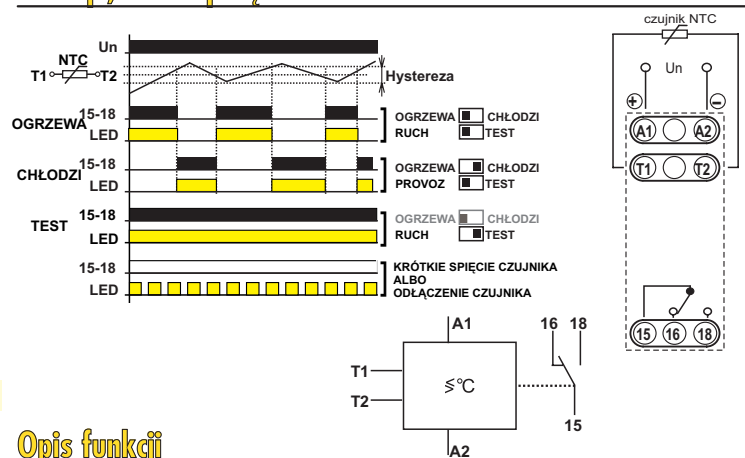 czujnik NTC
Un
NTC
T1 T2
Hystereza
Un
+ −
A1 A2
T1 T2
OGRZEWA
15-18
LED
OGRZEWA CHŁODZI
RUCH TEST
CHŁODZI
15-18
LED
OGRZEWA CHŁODZI
PROVOZ TEST
TEST
15-18
LED
OGRZEWA CHŁODZI
RUCH TEST
15-18
LED
KRÓTKIE SPIĘCIE CZUJNIKA
ALBO
ODŁĄCZENIE CZUJNIKA
15 16 18
A1
16 18
T1
T2
≶°C
15
A2
Opis funkcji